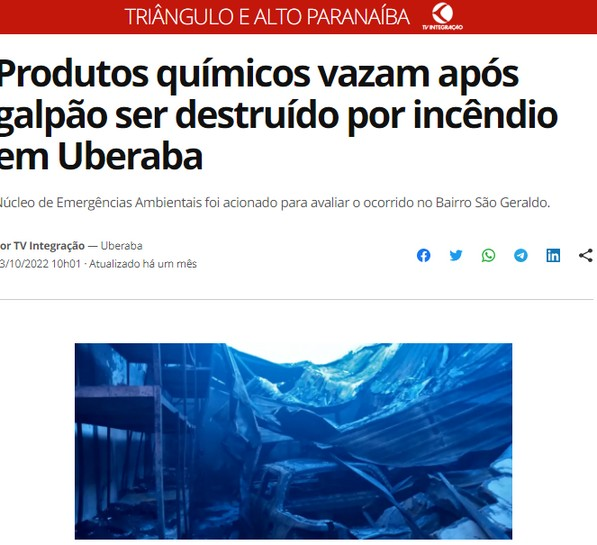 TRIÂNGULO E ALTO PARANAÍBA
TV INTEGRAÇÃO
Produtos químicos vazam após
galpão ser destruído por incêndio
em Uberaba
Núcleo de Emergências Ambientais foi acionado para avaliar o ocorrido no Bairro São Geraldo.
or TV Integração — Uberaba
3/10/2022 10h01 · Atualizado há um mês